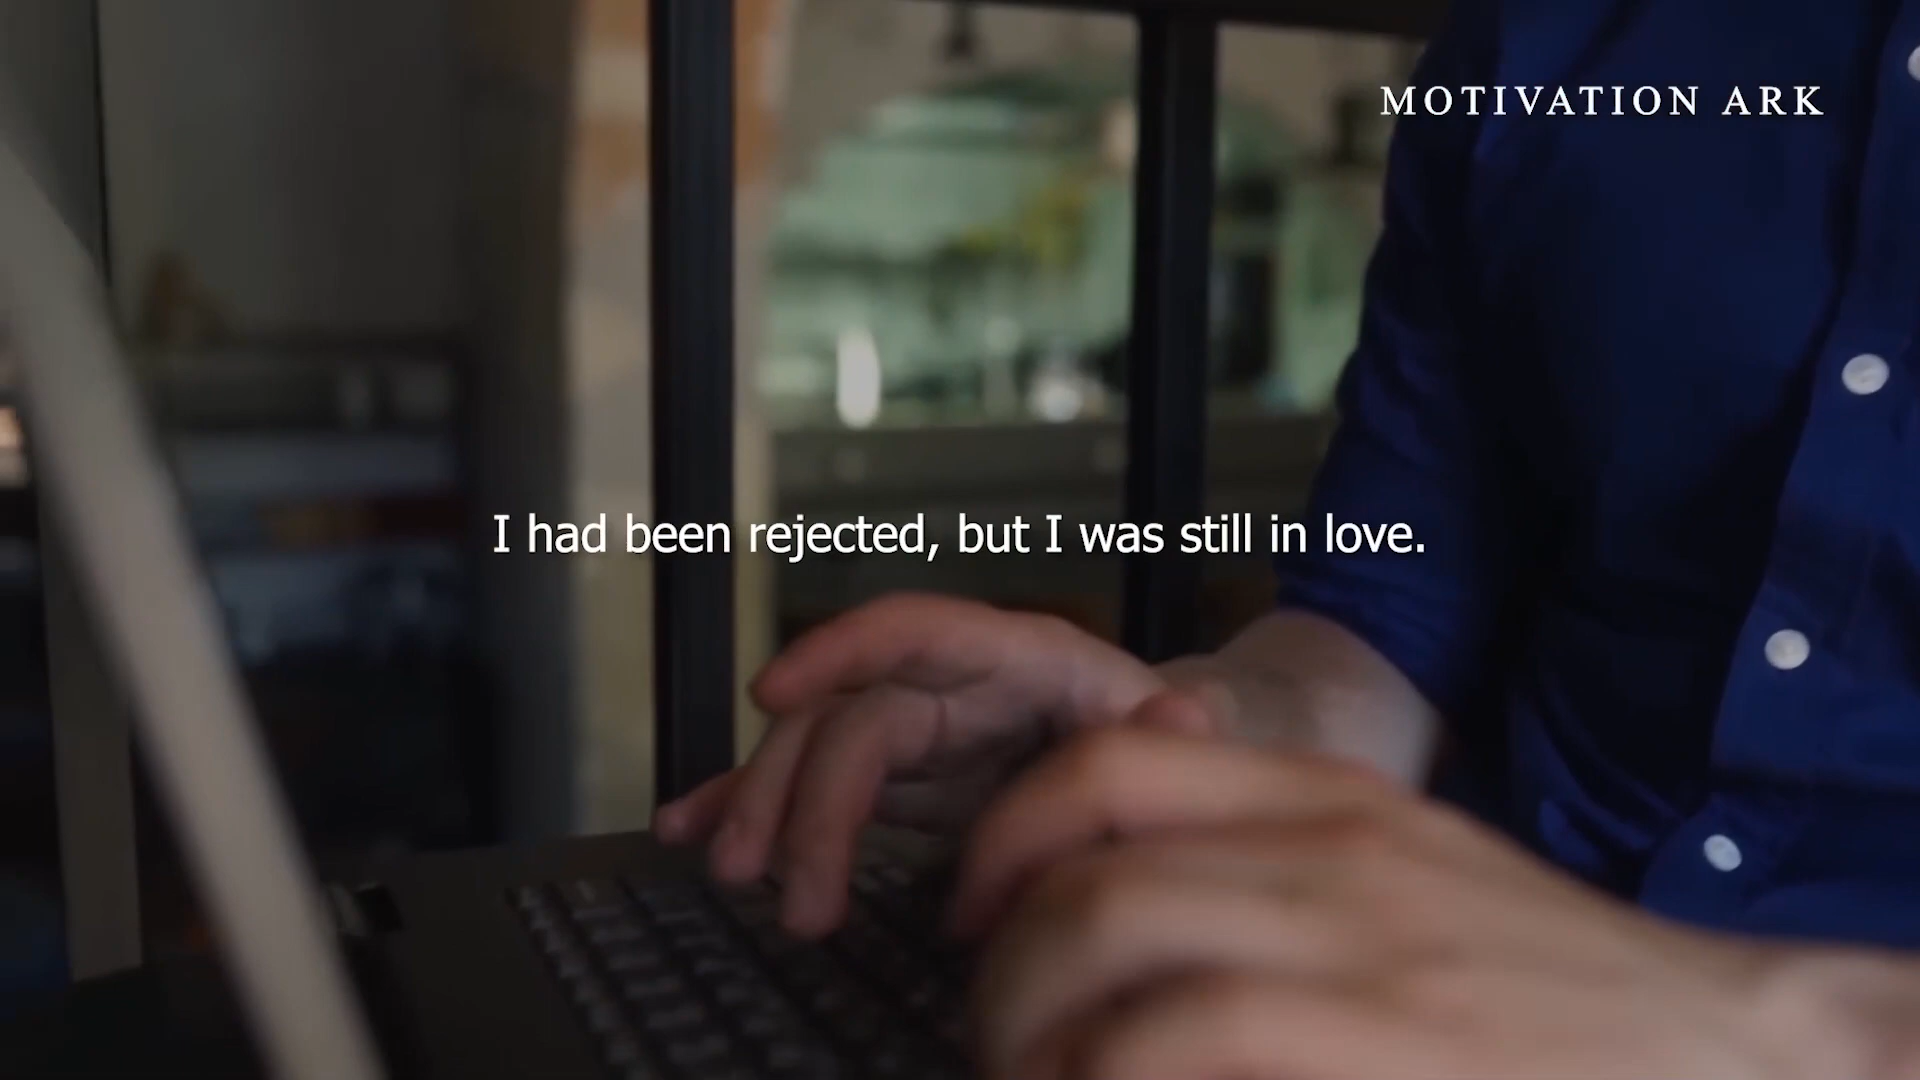 MOTIVATION ARK
I had been rejected, but I was still in love.